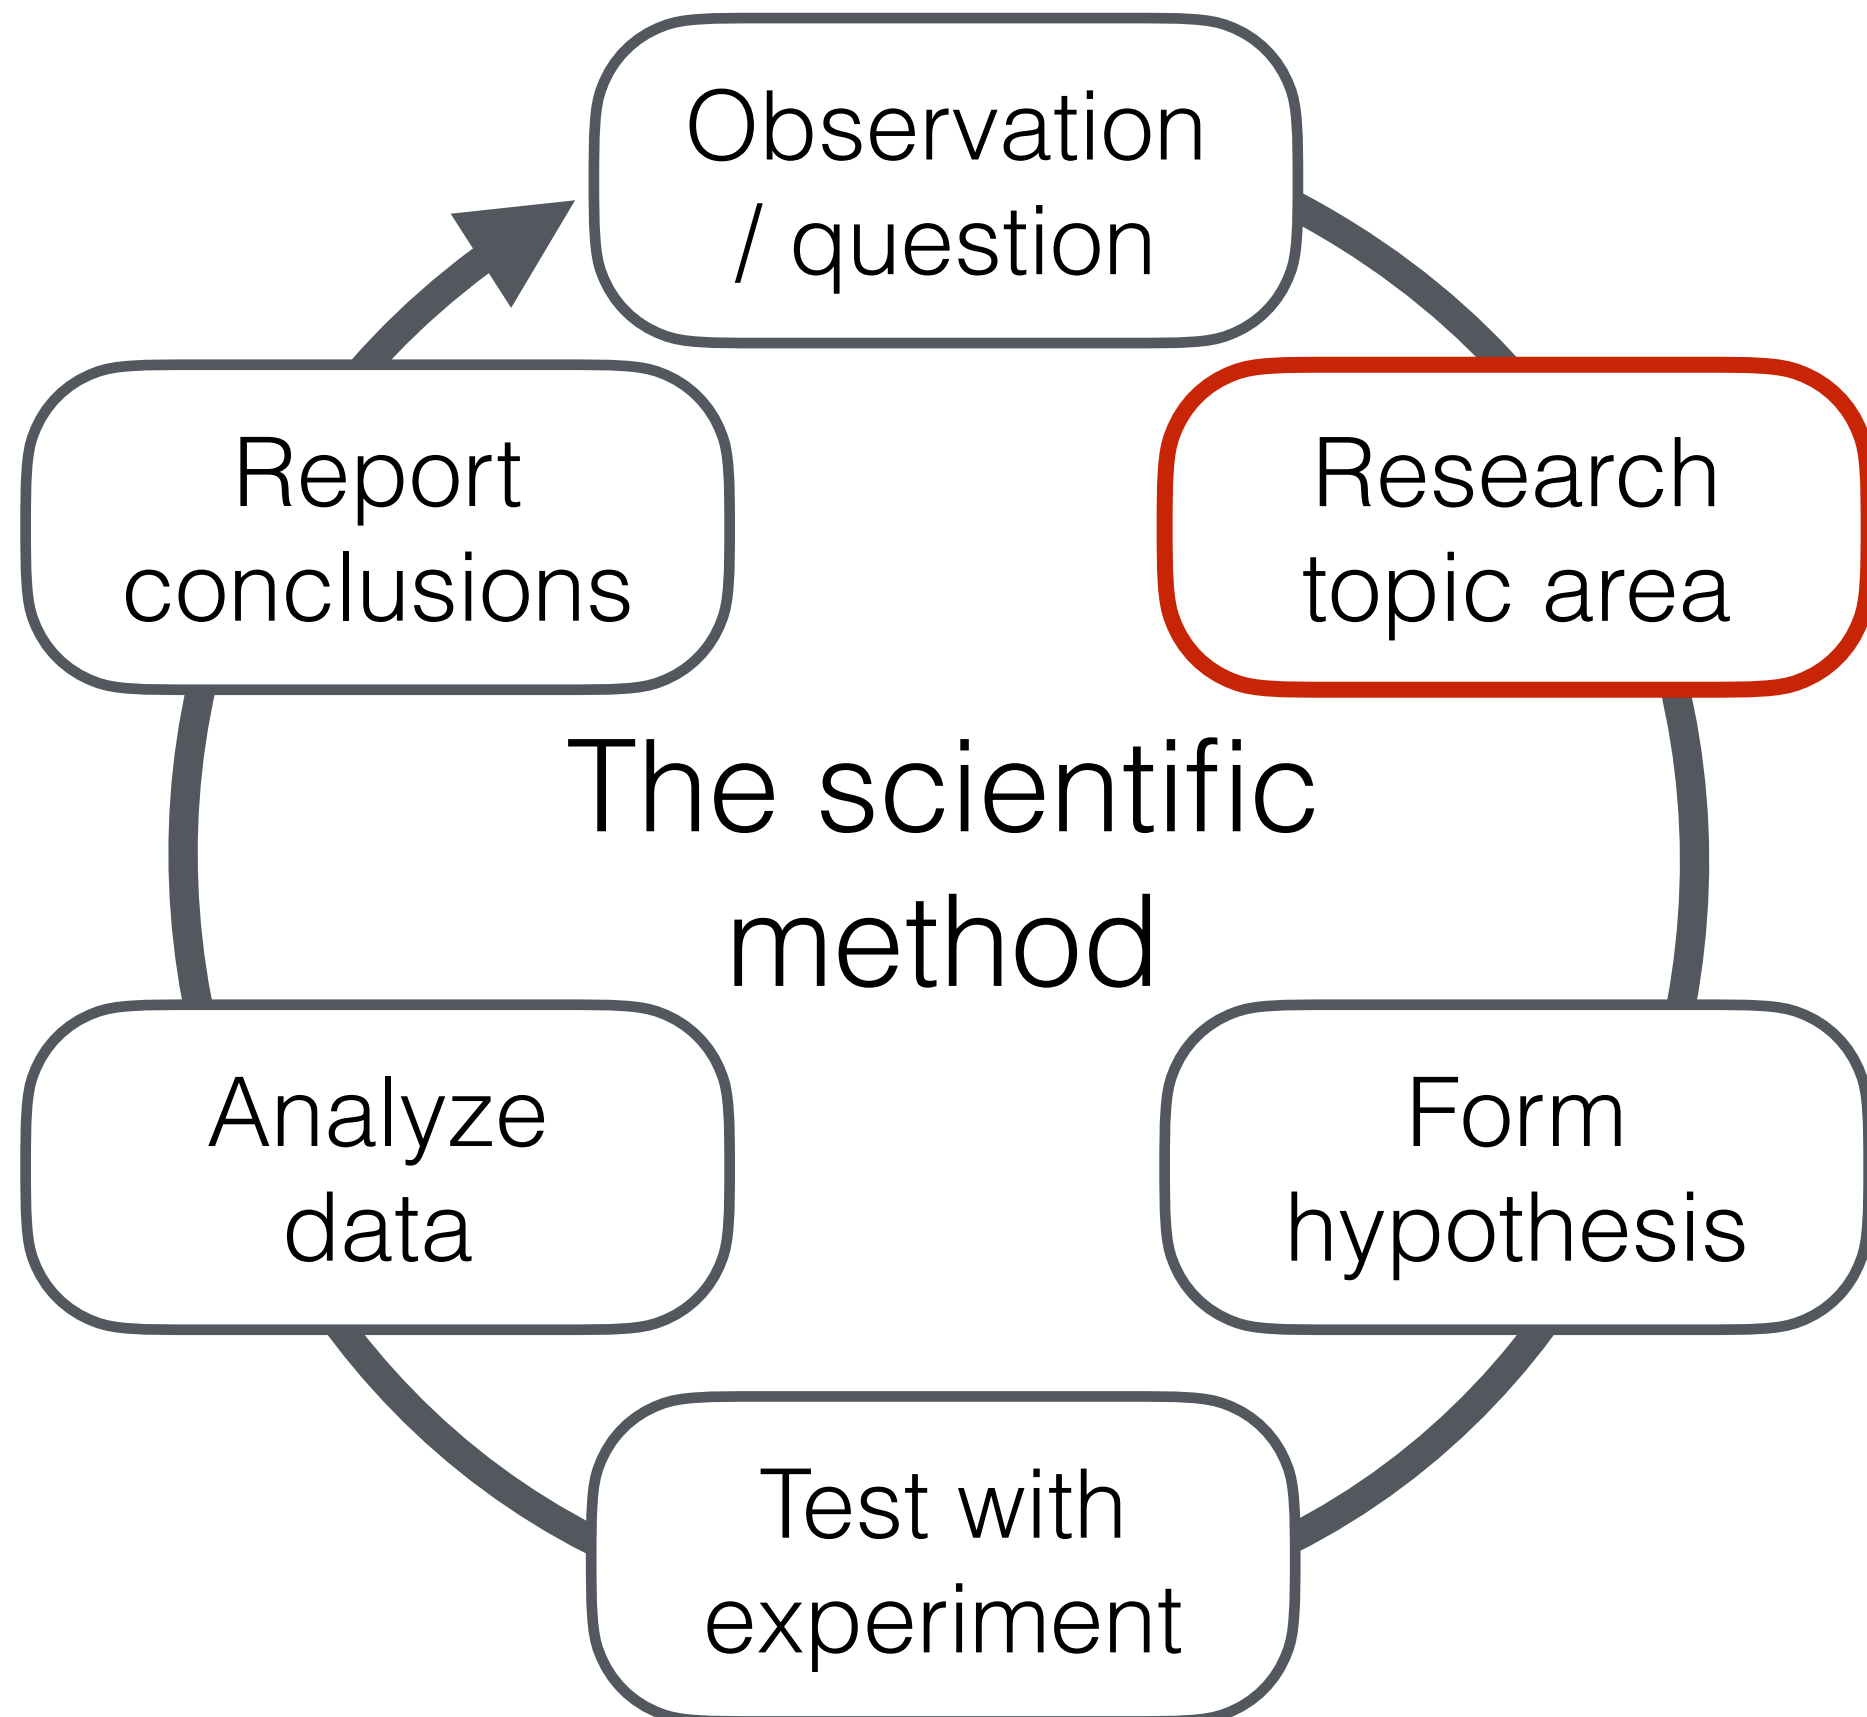 Observation
/ question
Research
topic area
Form
hypothesis
Test with
experiment
Analyze
data
Report
conclusions
The scientific
method